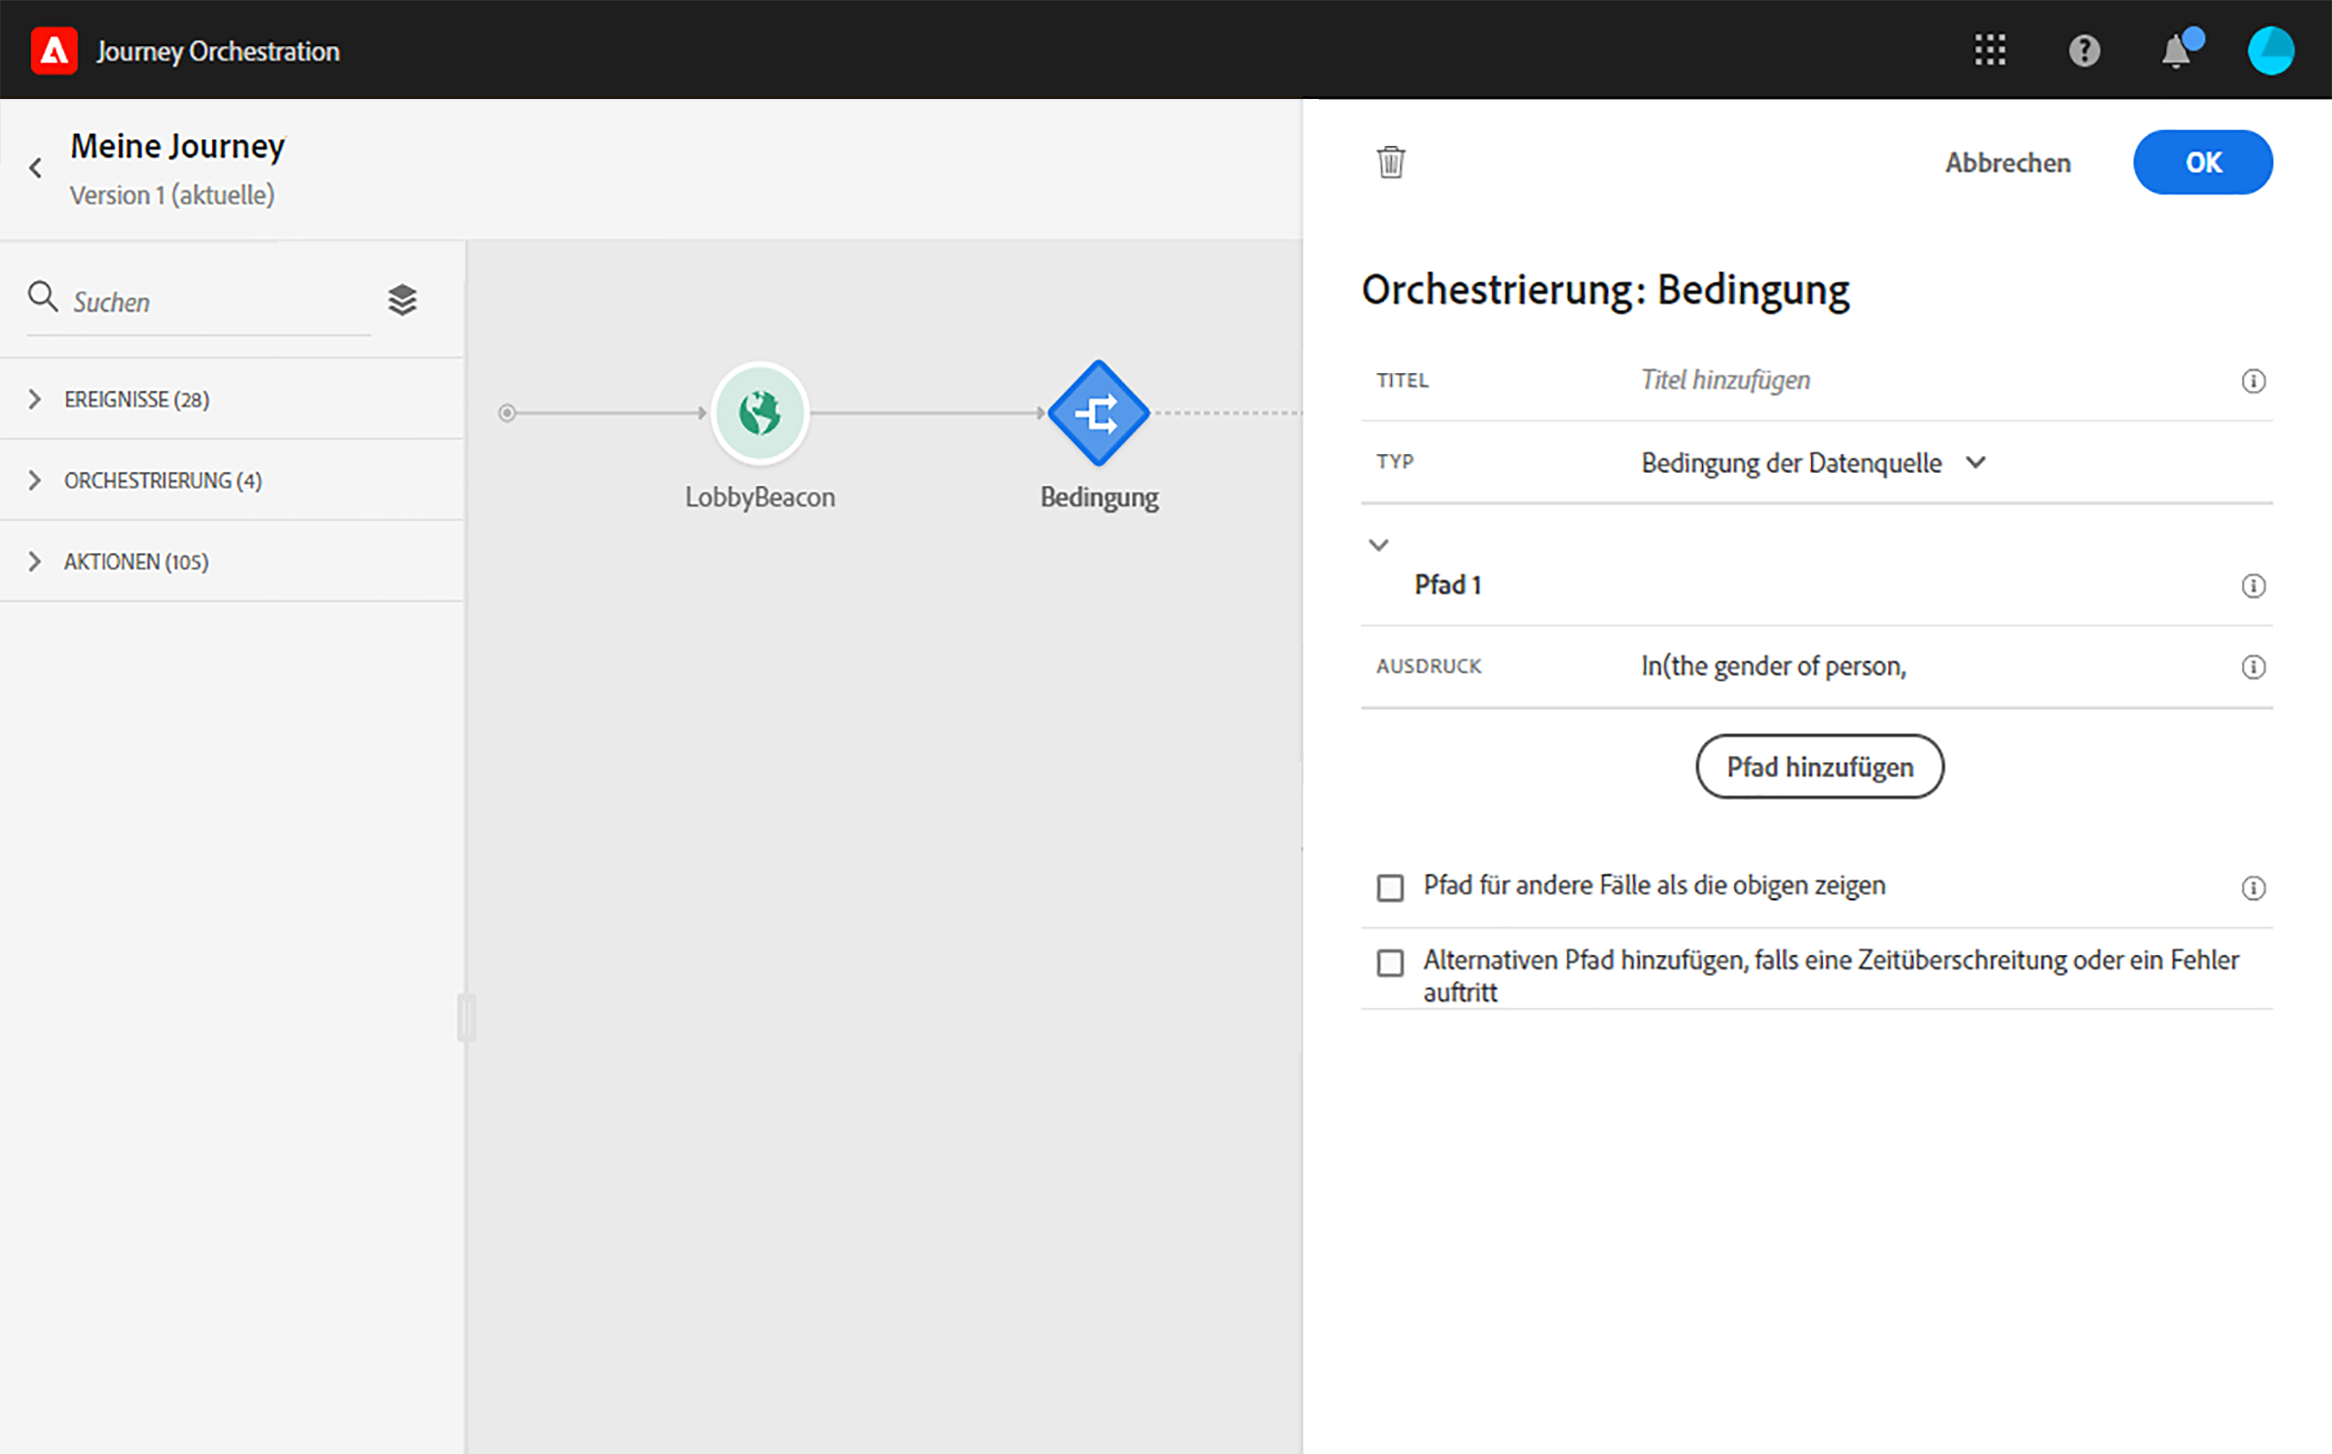 Journey Orchestration
Meine Journey
Version 1 (aktuelle)
Suchen
EREIGNISSE (28)
ORCHESTRIERUNG (4)
AKTIONEN (105)
LobbyBeacon
Bedingung
Abbrechen
OK
Orchestrierung: Bedingung
TITEL
Titel hinzufügen
TYP
Bedingung der Datenquelle
Pfad 1
AUSDRUCK
In(the gender of person,
Pfad hinzufügen
Pfad für andere Fälle als die obigen zeigen
Alternativen Pfad hinzufügen, falls eine Zeitüberschreitung oder ein Fehler
auftritt